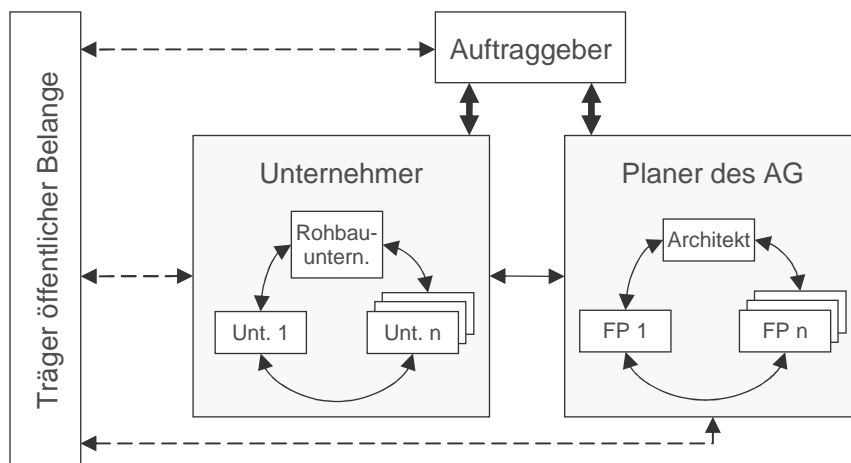 Träger öffentlicher Belange
Auftraggeber
Unternehmer
Rohbau-
untern.
Unt. 1
Unt. n
Planer des AG
Architekt
FP 1
FP n